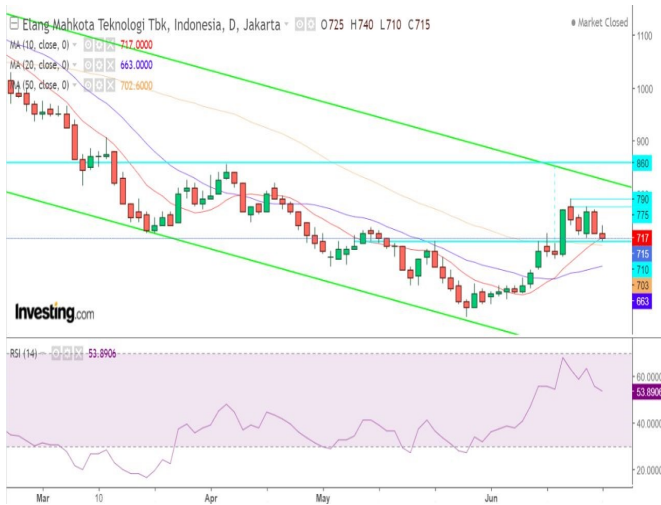 Elang Mahkota Teknologi Tbk, Indonesia, D, Jakarta O725 H740 L710 C715
Market Closed
MA (10, close, 0) 717.0000
MA (20, close, 0) 663.0000
MA (50, close, 0) 702.6000
1100
1000
900
860
790
775
717
715
710
703
663
Investing.com
RSI (14) 53.8906
60.0000
53.8906
40.0000
20.0000
Mar 10 Apr May Jun